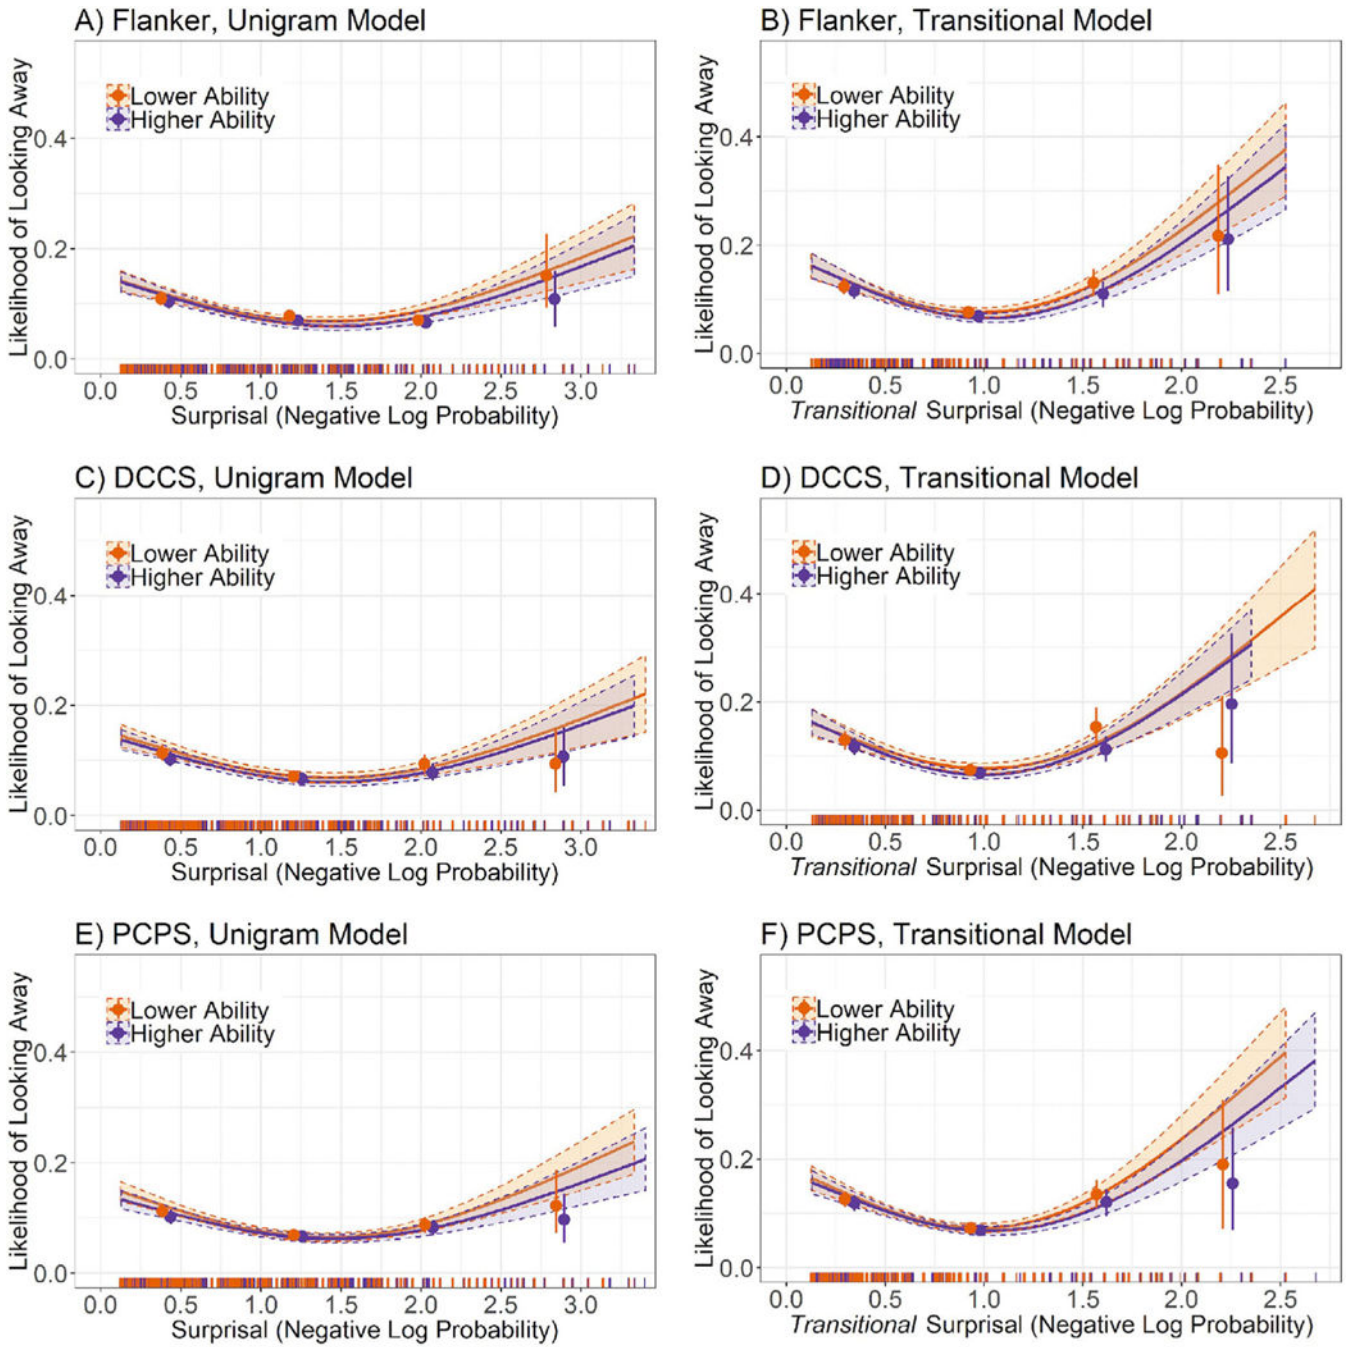 A) Flanker, Unigram Model
Likelihood of Looking Away
Lower Ability
Higher Ability
0.4
0.2
0.0
0.0 0.5 1.0 1.5 2.0 2.5 3.0
Surprisal (Negative Log Probability)
B) Flanker, Transitional Model
Likelihood of Looking Away
Lower Ability
Higher Ability
0.4
0.2
0.0
0.0 0.5 1.0 1.5 2.0 2.5
Transitional Surprisal (Negative Log Probability)
C) DCCS, Unigram Model
Likelihood of Looking Away
Lower Ability
Higher Ability
0.4
0.2
0.0
0.0 0.5 1.0 1.5 2.0 2.5 3.0
Surprisal (Negative Log Probability)
D) DCCS, Transitional Model
Likelihood of Looking Away
Lower Ability
Higher Ability
0.4
0.2
0.0
0.0 0.5 1.0 1.5 2.0 2.5
Transitional Surprisal (Negative Log Probability)
E) PCPS, Unigram Model
Likelihood of Looking Away
Lower Ability
Higher Ability
0.4
0.2
0.0
0.0 0.5 1.0 1.5 2.0 2.5 3.0
Surprisal (Negative Log Probability)
F) PCPS, Transitional Model
Likelihood of Looking Away
Lower Ability
Higher Ability
0.4
0.2
0.0
0.0 0.5 1.0 1.5 2.0 2.5
Transitional Surprisal (Negative Log Probability)